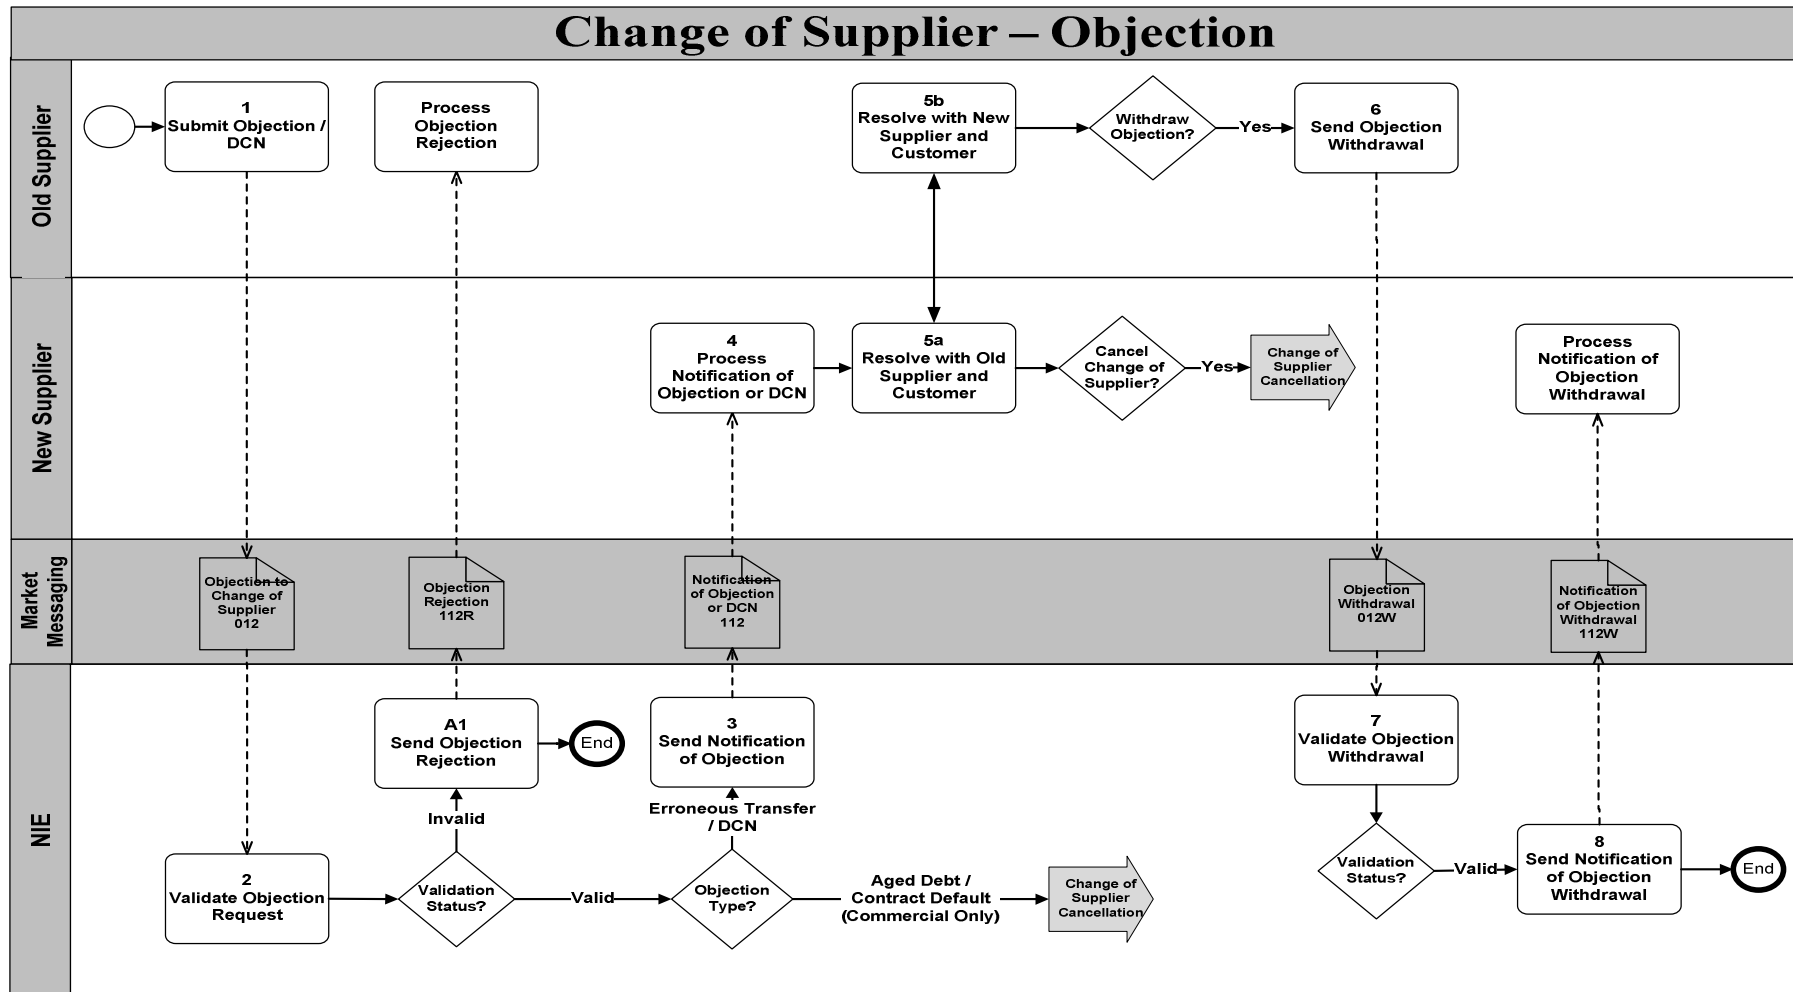 Change of Supplier – Objection
Old Supplier
1
Submit Objection /
DCN
Process
Objection
Rejection
5b
Resolve with New
Supplier and
Customer
Withdraw
Objection?
Yes
6
Send Objection
Withdrawal
New Supplier
4
Process
Notification of
Objection or DCN
5a
Resolve with Old
Supplier and
Customer
Cancel
Change of
Supplier?
Yes
Change of
Supplier
Cancellation
Process
Notification of
Objection
Withdrawal
Market
Messaging
Objection to
Change of
Supplier
012
Objection
Rejection
112R
Notification
of Objection
or DCN
112
Objection
Withdrawal
012W
Notification
of Objection
Withdrawal
112W
NIE
A1
Send Objection
Rejection
End
3
Send Notification
of Objection
7
Validate Objection
Withdrawal
Invalid
Erroneous Transfer
/ DCN
2
Validate Objection
Request
Validation
Status?
Valid
Objection
Type?
Aged Debt /
Contract Default
(Commercial Only)
Change of
Supplier
Cancellation
Validation
Status?
Valid
8
Send Notification
of Objection
Withdrawal
End